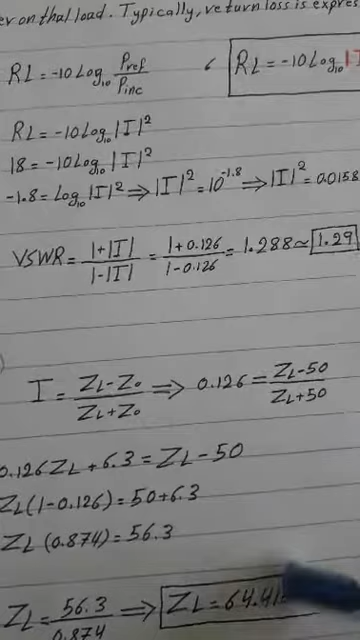 er on that load. Typically, return loss is expres
RL = -10 Log₁₀ Pref/Pinc , RL = -10 Log₁₀ |I
RL = -10 Log₁₀ |I|²
18 = -10 Log₁₀ |I|²
-1.8 = Log₁₀ |I|² ⇒ |I|² = 10^-1.8 ⇒ |I|² = 0.0158
VSWR = 1+|I|/1-|I| = 1+0.126/1-0.126 = 1.288 ≃ 1.29
I = ZL-Z0/ZL+Z0 ⇒ 0.126 = ZL-50/ZL+50
0.126ZL + 6.3 = ZL - 50
ZL(1-0.126) = 50+6.3
ZL(0.874) = 56.3
ZL = 56.3/0.874 ⇒ ZL = 64.41